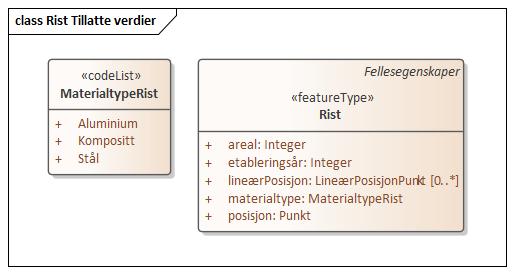 class Rist Tillatte verdier
«codeList»
MaterialtypeRist
+ Aluminium
+ Kompositt
+ Stål
Fellesegenskaper
«featureType»
Rist
+ areal: Integer
+ etableringsår: Integer
+ lineærPosisjon: LineærPosisjonPunkt [0..*]
+ materialtype: MaterialtypeRist
+ posisjon: Punkt